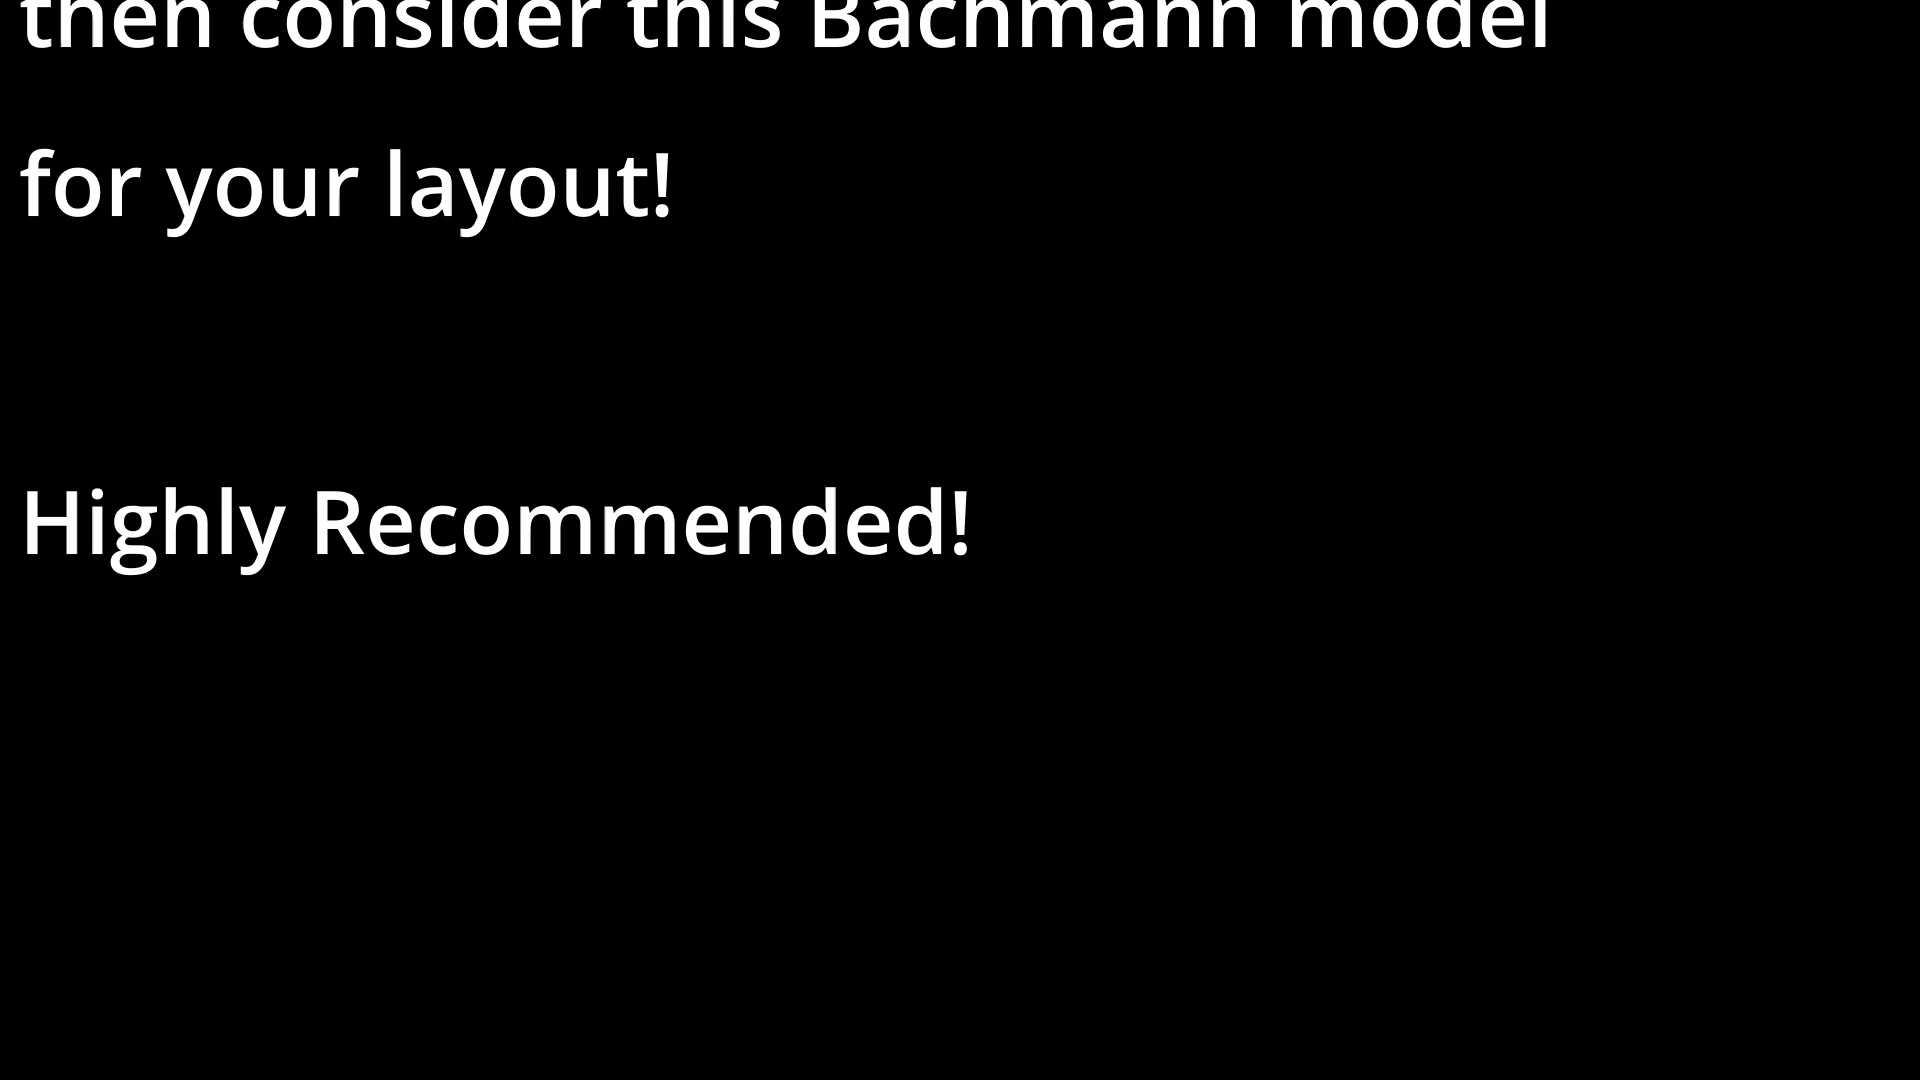 then consider this Bachmann model
for your layout!
Highly Recommended!